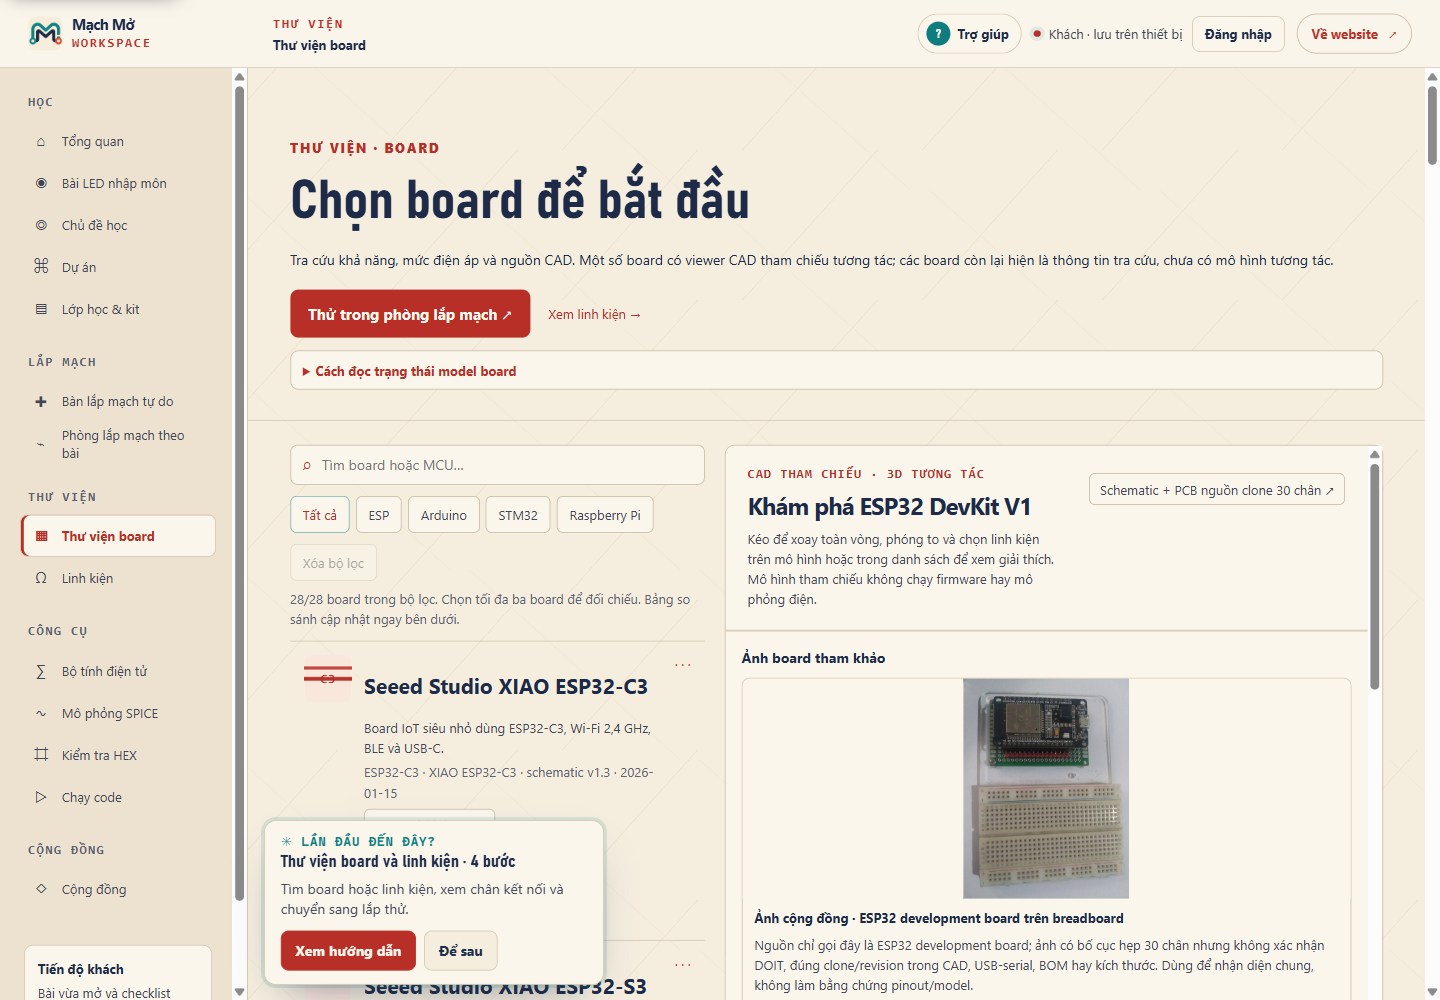 Mạch Mở
WORKSPACE
THƯ VIỆN
Thư viện board
? Trợ giúp
Khách · lưu trên thiết bị
Đăng nhập
Về website ↗
HỌC
Tổng quan
Bài LED nhập môn
Chủ đề học
Dự án
Lớp học & kit
LẮP MẠCH
Bàn lắp mạch tự do
Phòng lắp mạch theo
bài
THƯ VIỆN
Thư viện board
Linh kiện
CÔNG CỤ
Bộ tính điện tử
Mô phỏng SPICE
Kiểm tra HEX
Chạy code
CỘNG ĐỒNG
Cộng đồng
Tiến độ khách
Bài vừa mở và checklist
THƯ VIỆN · BOARD
Chọn board để bắt đầu
Tra cứu khả năng, mức điện áp và nguồn CAD. Một số board có viewer CAD tham chiếu tương tác; các board còn lại hiện là thông tin tra cứu, chưa có mô hình tương tác.
Thử trong phòng lắp mạch ↗
Xem linh kiện →
▶ Cách đọc trạng thái model board
Tìm board hoặc MCU...
Tất cả
ESP
Arduino
STM32
Raspberry Pi
Xóa bộ lọc
28/28 board trong bộ lọc. Chọn tối đa ba board để đối chiếu. Bảng so
sánh cập nhật ngay bên dưới.
C3
...
Seeed Studio XIAO ESP32-C3
Board IoT siêu nhỏ dùng ESP32-C3, Wi-Fi 2,4 GHz,
BLE và USB-C.
ESP32-C3 · XIAO ESP32-C3 · schematic v1.3 · 2026-
01-15
✳ LẦN ĐẦU ĐẾN ĐÂY?
Thư viện board và linh kiện · 4 bước
Tìm board hoặc linh kiện, xem chân kết nối và
chuyển sang lắp thử.
Xem hướng dẫn
Để sau
...
Seeed Studio XIAO ESP32-S3
CAD THAM CHIẾU · 3D TƯƠNG TÁC
Khám phá ESP32 DevKit V1
Kéo để xoay toàn vòng, phóng to và chọn linh kiện
trên mô hình hoặc trong danh sách để xem giải thích.
Mô hình tham chiếu không chạy firmware hay mô
phỏng điện.
Schematic + PCB nguồn clone 30 chân ↗
Ảnh board tham khảo
Ảnh cộng đồng · ESP32 development board trên breadboard
Nguồn chỉ gọi đây là ESP32 development board; ảnh có bố cục hẹp 30 chân nhưng không xác nhận
DOIT, đúng clone/revision trong CAD, USB-serial, BOM hay kích thước. Dùng để nhận diện chung,
không làm bằng chứng pinout/model.